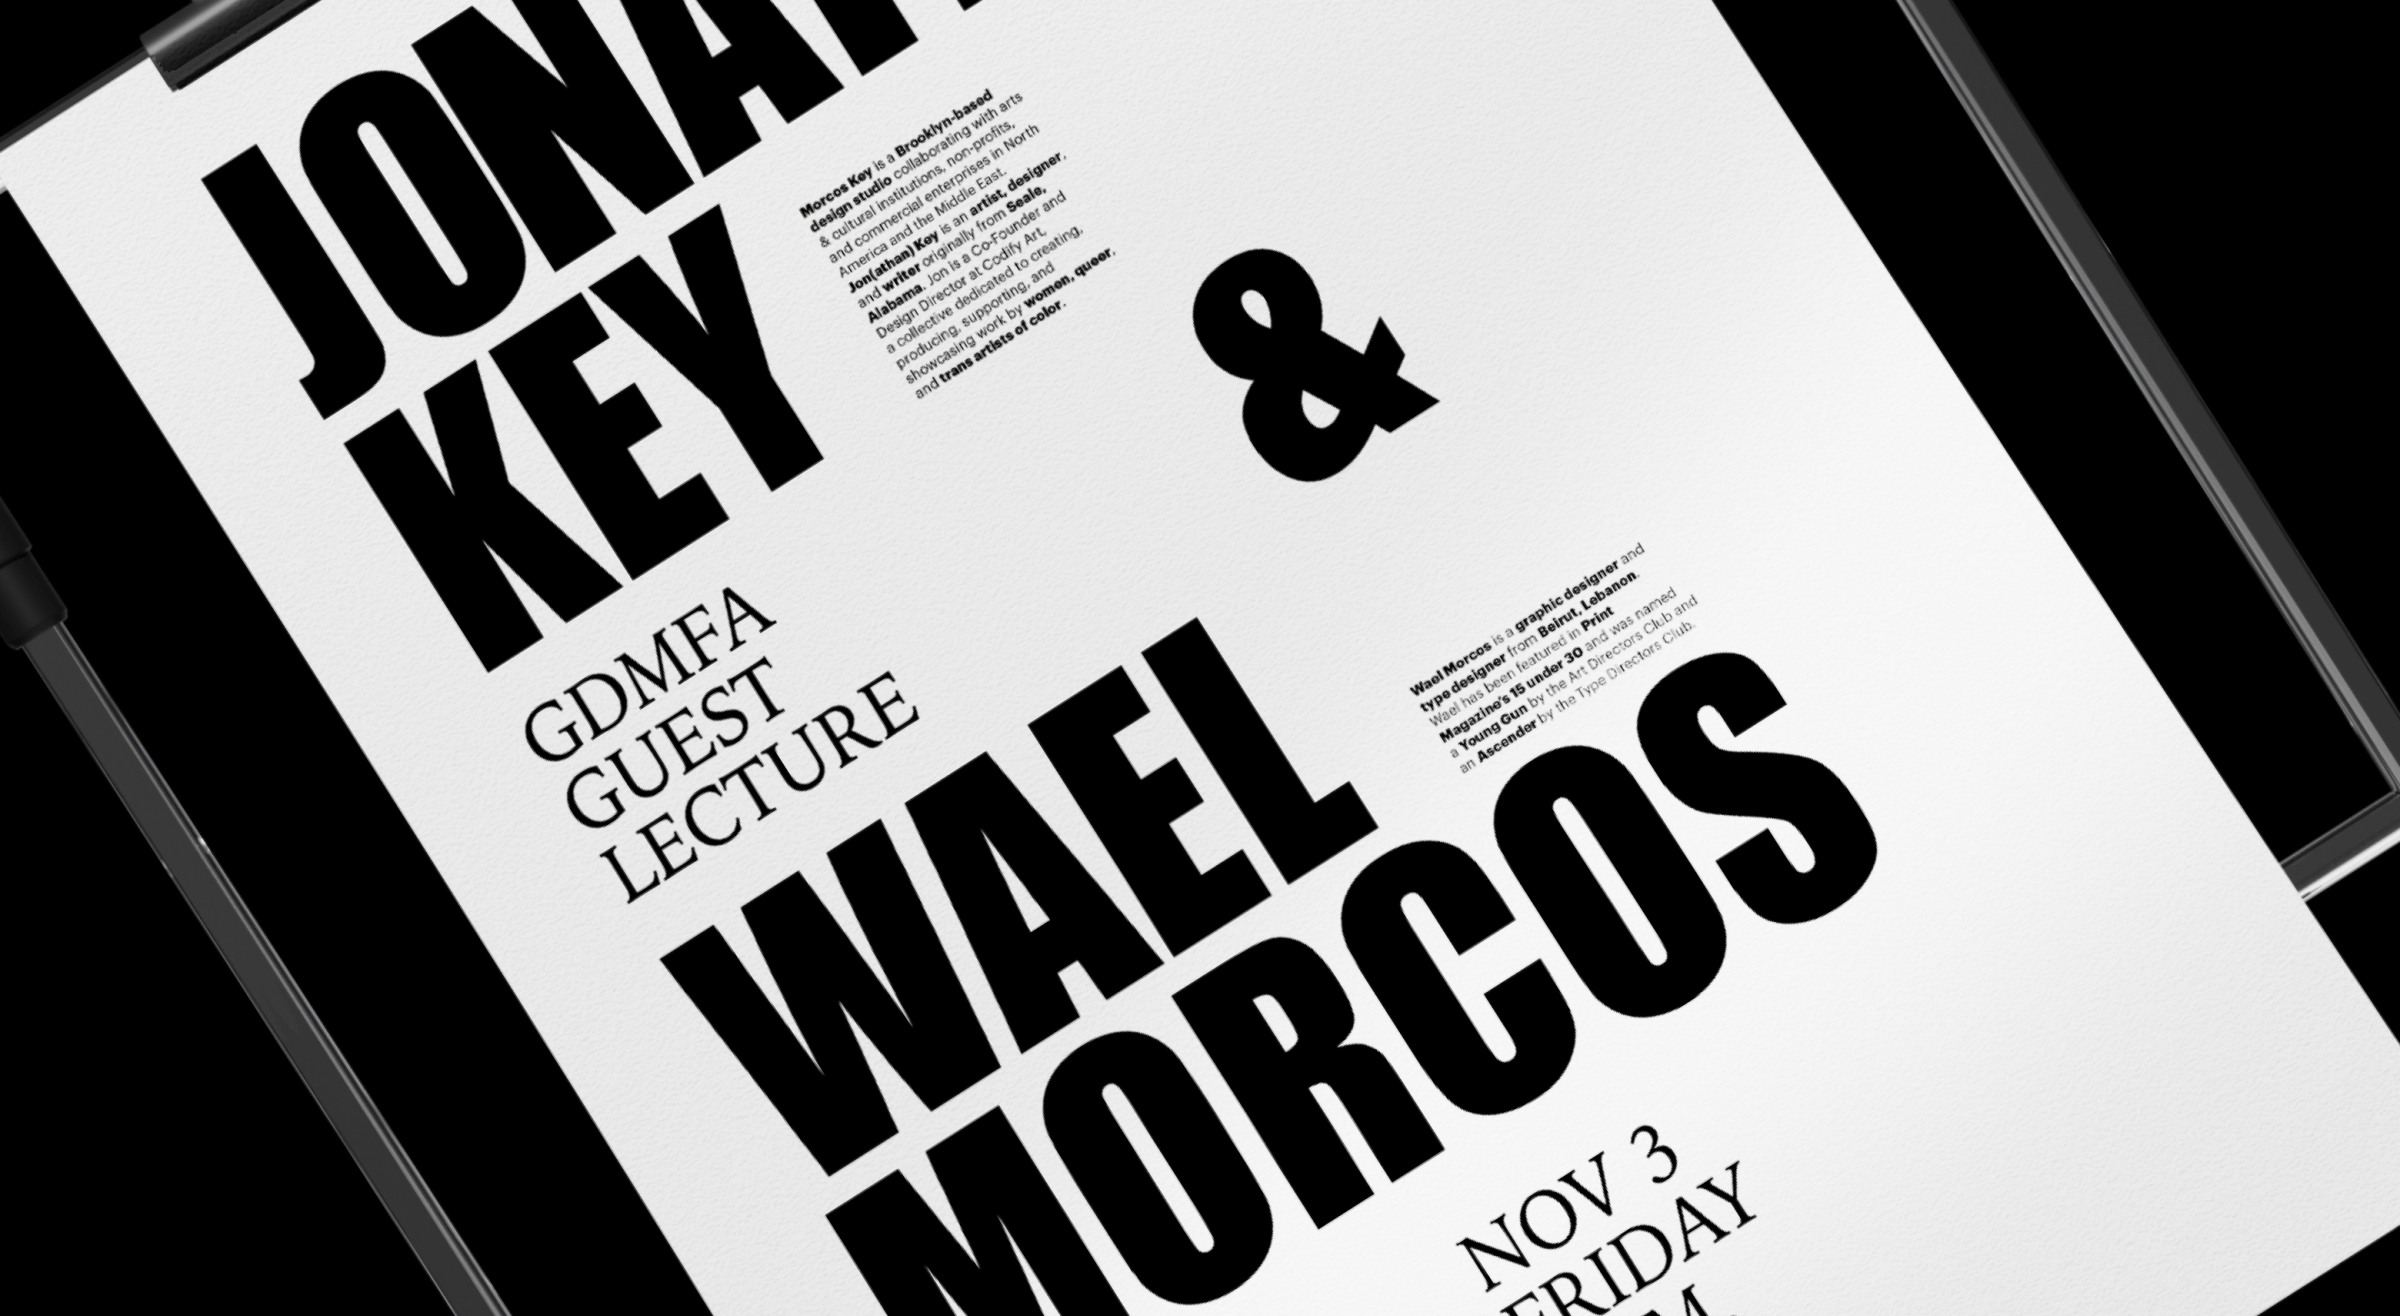 KEY
Morcos Key is a Brooklyn-based
design studio collaborating with arts
& cultural institutions, non-profits,
and commercial enterprises in North
America and the Middle East.
Jon(athan) Key is an artist, designer,
and writer originally from Seale,
Alabama. Jon is a Co-Founder and
Design Director at Codify Art,
a collective dedicated to creating,
producing, supporting, and
showcasing work by women, queer,
and trans artists of color.
&
GDMFA
GUEST
LECTURE
WAEL
Wael Morcos is a graphic designer and
type designer from Beirut, Lebanon.
Wael has been featured in Print
Magazine's 15 under 30 and was named
a Young Gun by the Art Directors Club and
an Ascender by the Type Directors Club.
MORCOS
NOV 3
FRIDAY